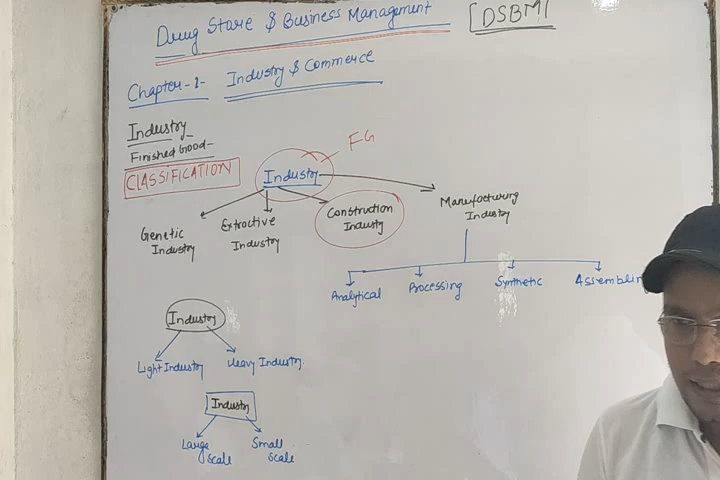 Drug Store & Business Management [DSBM]
Chapter-1- Industry & Commerce
Industry
Finished Good-
CLASSIFICATION
FG
Industry
Genetic Industry
Extractive Industry
Construction Industry
Manufacturing Industry
Analytical
Processing
Synthetic
Assembling
Industry
Light Industry
Heavy Industry.
Industry
Large Scale
Small Scale